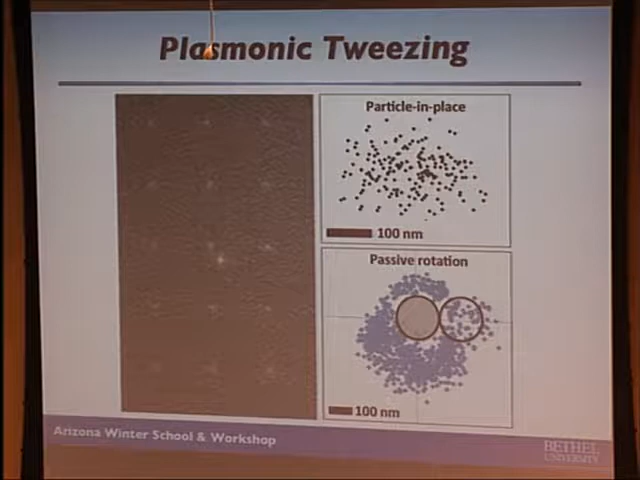 Plasmonic Tweezing
Particle-in-place
100 nm
Passive rotation
100 nm
Arizona Winter School & Workshop
BETHEL
UNIVERSITY